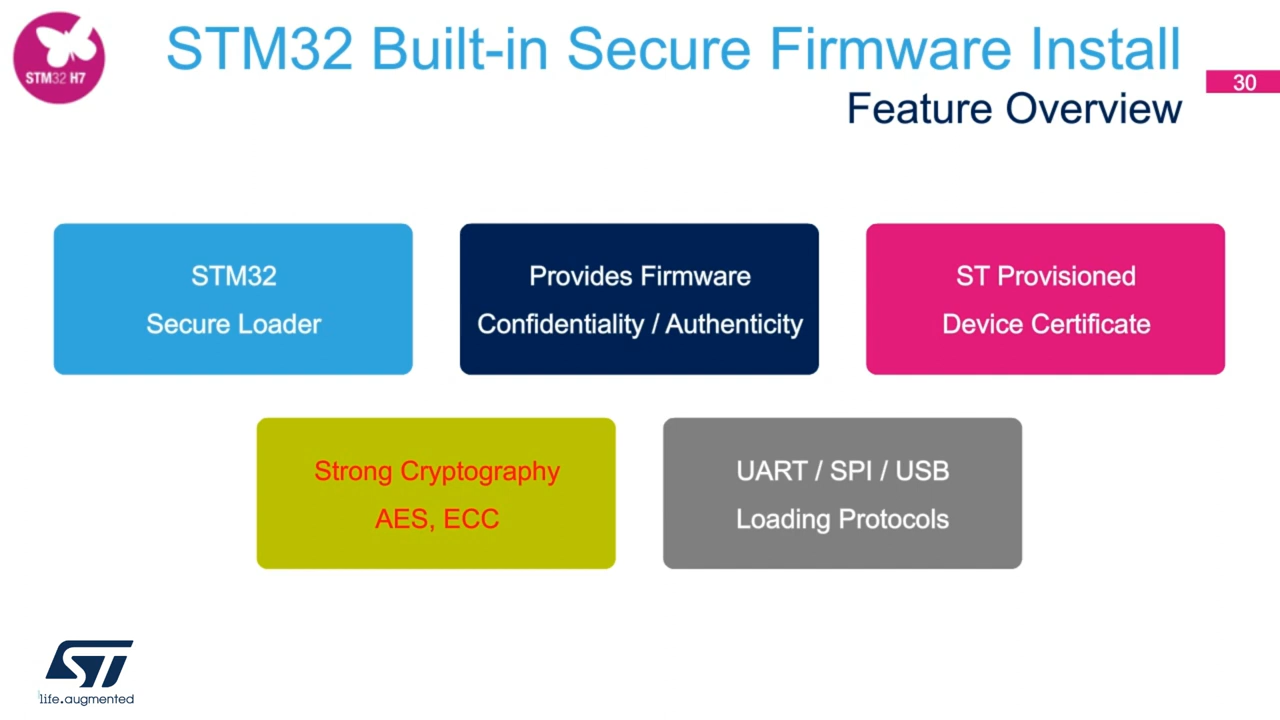 STM32 H7
STM32 Built-in Secure Firmware Install
Feature Overview
30
STM32
Secure Loader
Provides Firmware
Confidentiality / Authenticity
ST Provisioned
Device Certificate
Strong Cryptography
AES, ECC
UART / SPI / USB
Loading Protocols
ST
life.augmented